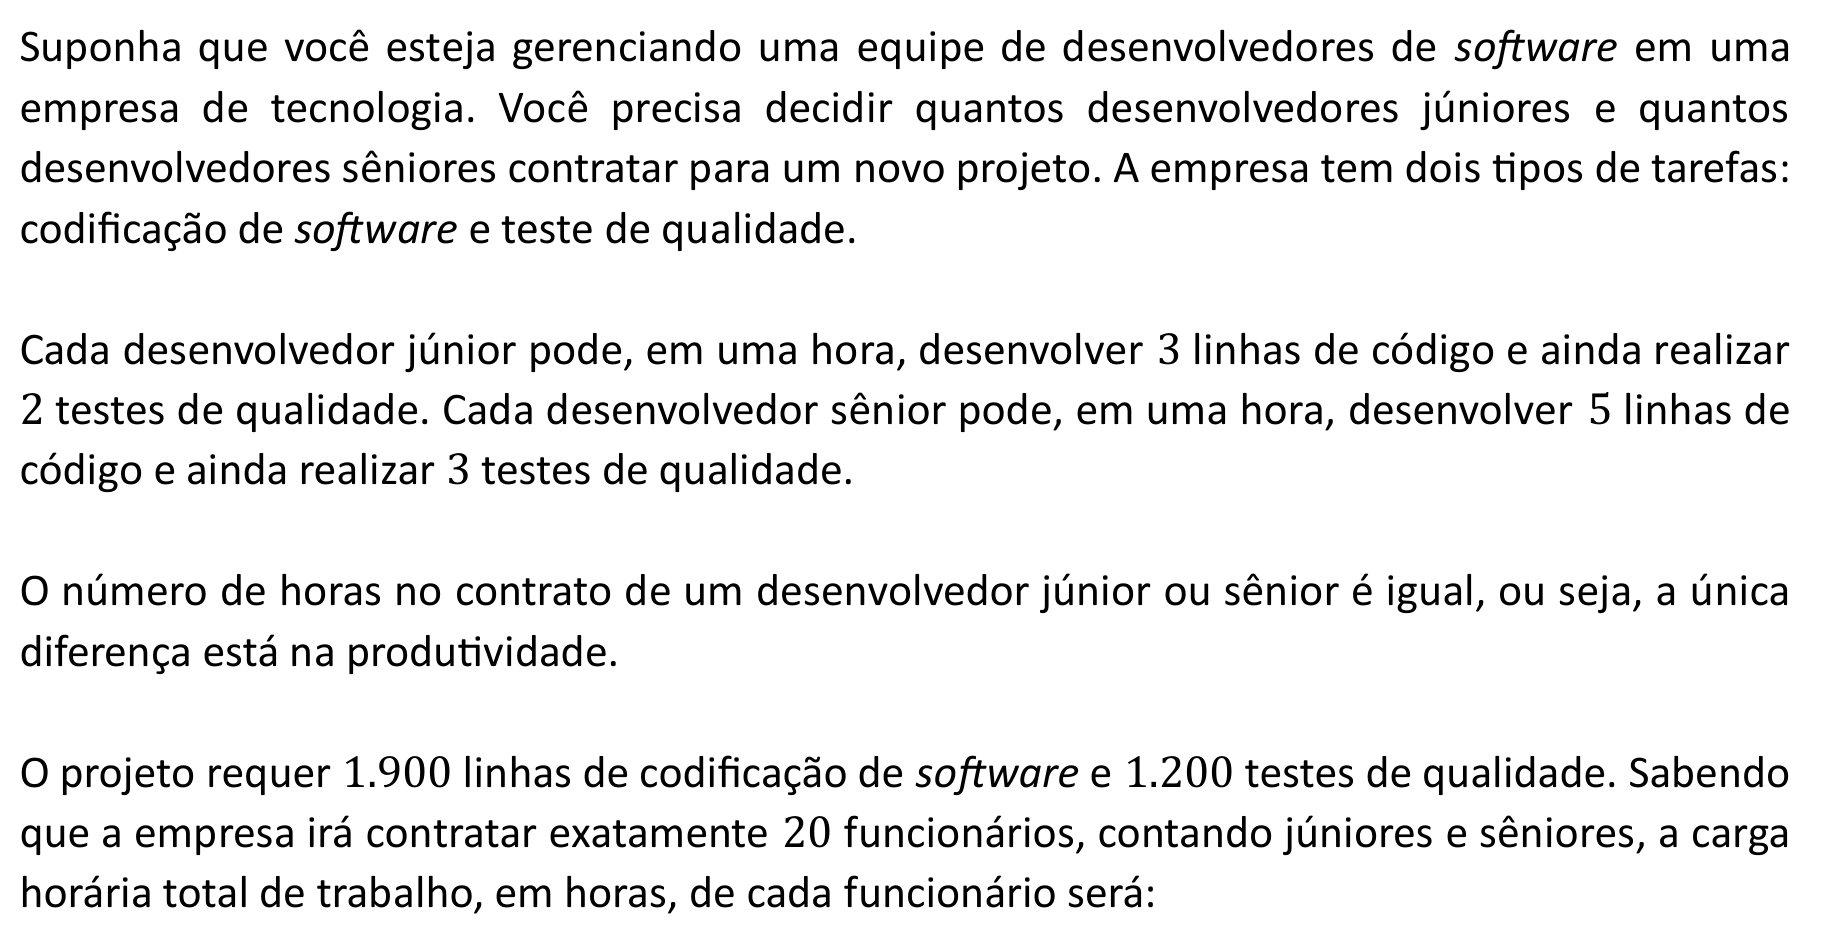 Suponha que você esteja gerenciando uma equipe de desenvolvedores de software em uma
empresa de tecnologia. Você precisa decidir quantos desenvolvedores júniores e quantos
desenvolvedores sêniores contratar para um novo projeto. A empresa tem dois tipos de tarefas:
codificação de software e teste de qualidade.
Cada desenvolvedor júnior pode, em uma hora, desenvolver 3 linhas de código e ainda realizar
2 testes de qualidade. Cada desenvolvedor sênior pode, em uma hora, desenvolver 5 linhas de
código e ainda realizar 3 testes de qualidade.
O número de horas no contrato de um desenvolvedor júnior ou sênior é igual, ou seja, a única
diferença está na produtividade.
O projeto requer 1.900 linhas de codificação de software e 1.200 testes de qualidade. Sabendo
que a empresa irá contratar exatamente 20 funcionários, contando júniores e sêniores, a carga
horária total de trabalho, em horas, de cada funcionário será: